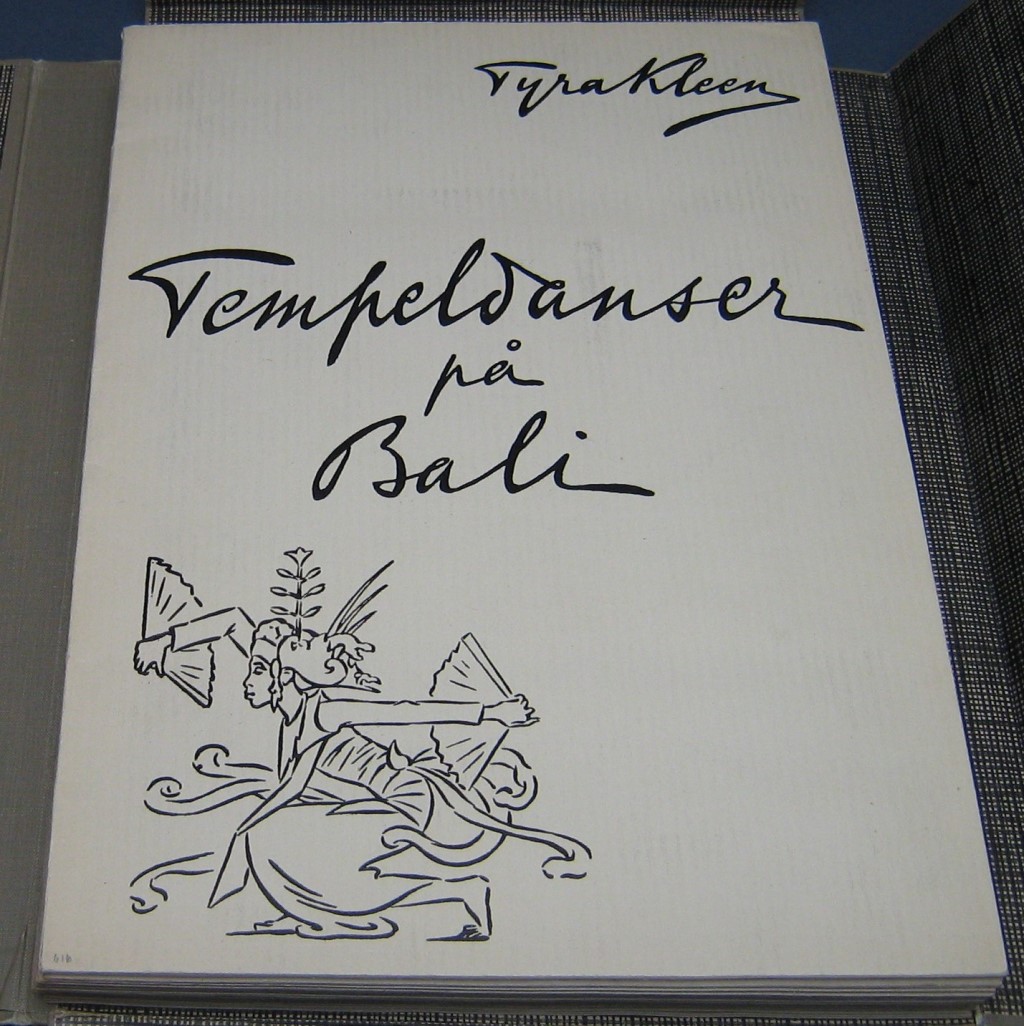 Tyra Kleen
Tempeldanser
på
Bali